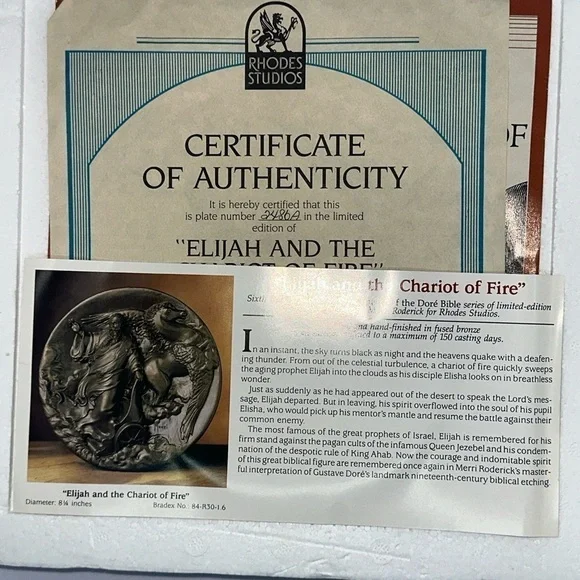 RHODES
STUDIOS
CERTIFICATE
OF AUTHENTICITY
It is hereby certified that this
is plate number 2486A in the limited
edition of
"ELIJAH AND THE
CHARIOT OF FIRE"
OF
and the Chariot of Fire"
Sixth
of the Doré Bible series of limited-edition
Roderick for Rhodes Studios.
and hand-finished in fused bronze
to a maximum of 150 casting days.
In an instant, the sky turns black as night and the heavens quake with a deafen-
ing thunder. From out of the celestial turbulence, a chariot of fire quickly sweeps
the aging prophet Elijah into the clouds as his disciple Elisha looks on in breathless
wonder.
Just as suddenly as he had appeared out of the desert to speak the Lord's mes-
sage, Elijah departed. But in leaving, his spirit overflowed into the soul of his pupil
Elisha, who would pick up his mentor's mantle and resume the battle against their
common enemy.
The most famous of the great prophets of Israel, Elijah is remembered for his
firm stand against the pagan cults of the infamous Queen Jezebel and his condem-
nation of the despotic rule of King Ahab. Now the courage and indomitable spirit
of this great biblical figure are remembered once again in Merri Roderick's master-
ful interpretation of Gustave Doré's landmark nineteenth-century biblical etching.
"Elijah and the Chariot of Fire"
Diameter: 8¼ inches Bradex No.: 84-R30-1.6